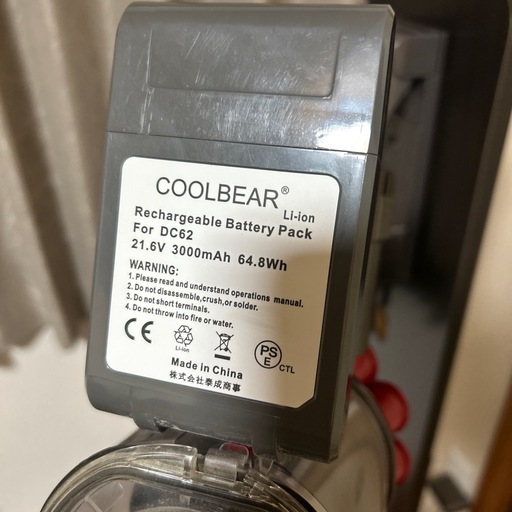 COOLBEAR®
Li-ion
Rechargeable Battery Pack
For DC62
21.6V 3000mAh 64.8Wh
WARNING:
1. Please read and understand operations manual.
2. Do not disassemble,crush,or solder.
3. Do not short terminals.
4. Do not throw into fire or water.
CE
Li-ion
PS
E
CTL
Made in China
株式会社泰成商事